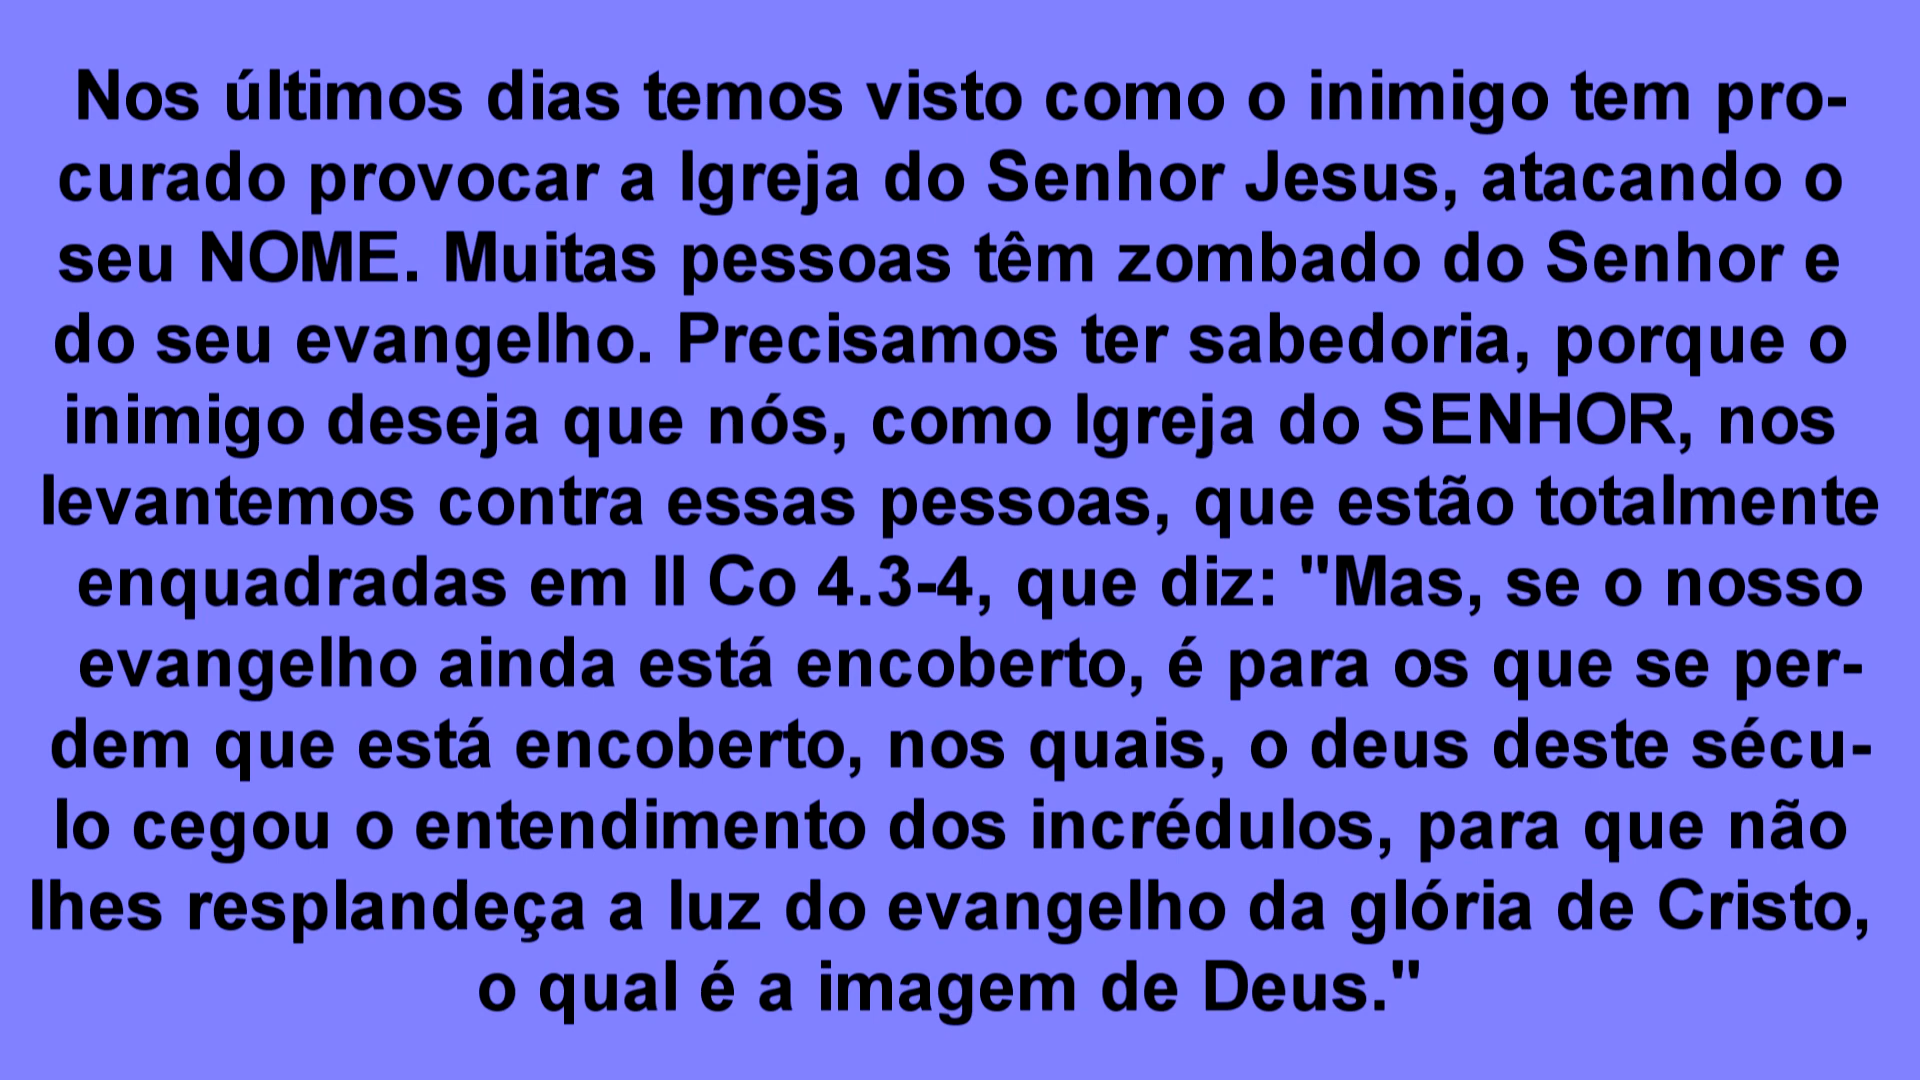 Nos últimos dias temos visto como o inimigo tem pro-
curado provocar a Igreja do Senhor Jesus, atacando o
seu NOME. Muitas pessoas têm zombado do Senhor e
do seu evangelho. Precisamos ter sabedoria, porque o
inimigo deseja que nós, como Igreja do SENHOR, nos
levantemos contra essas pessoas, que estão totalmente
enquadradas em II Co 4.3-4, que diz: "Mas, se o nosso
evangelho ainda está encoberto, é para os que se per-
dem que está encoberto, nos quais, o deus deste sécu-
lo cegou o entendimento dos incrédulos, para que não
lhes resplandeça a luz do evangelho da glória de Cristo,
o qual é a imagem de Deus."